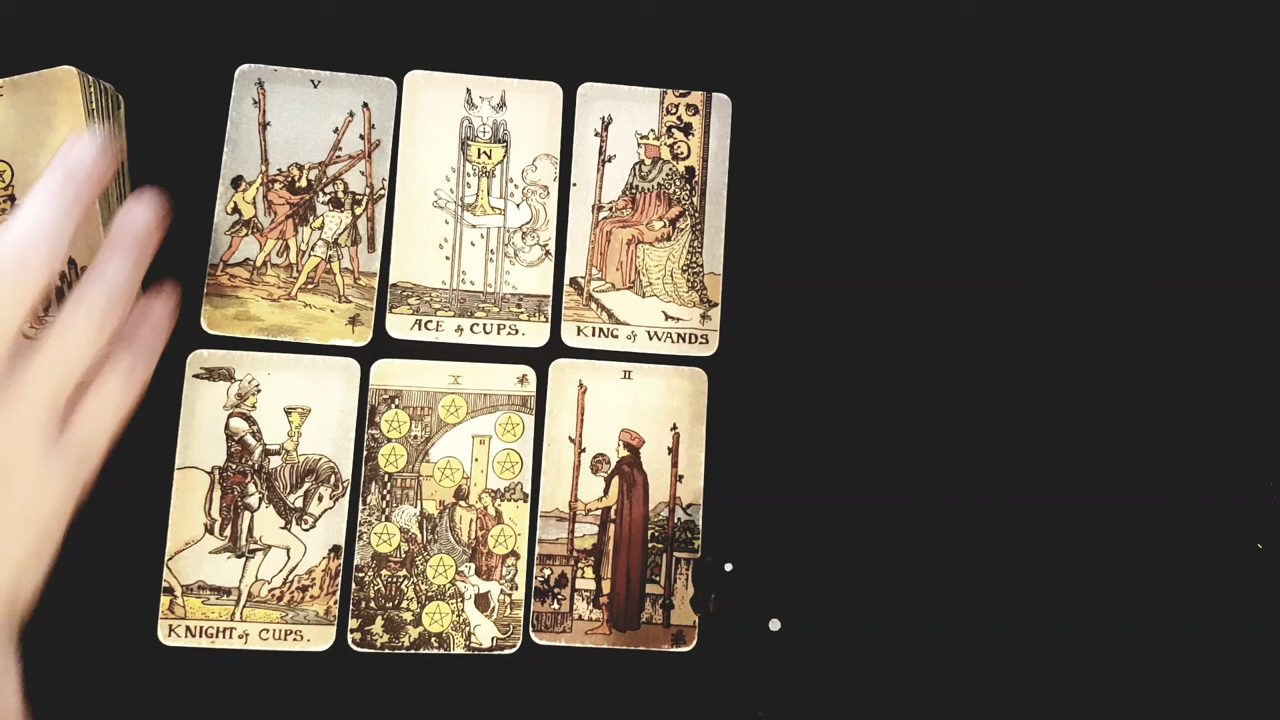 V
W
ACE of CUPS.
KING of WANDS
X
II
KNIGHT of CUPS.